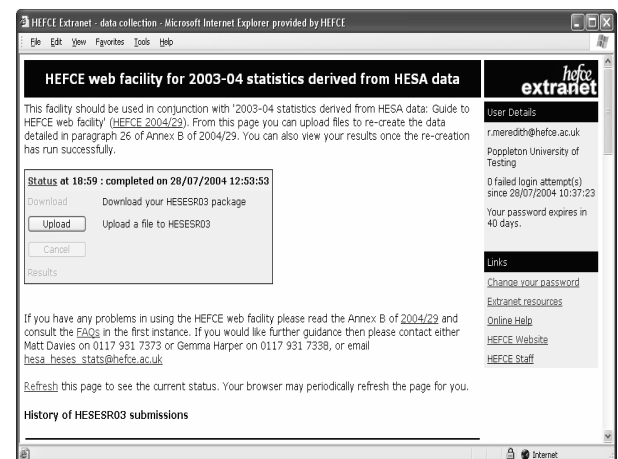 HEFCE Extranet - data collection - Microsoft Internet Explorer provided by HEFCE
File Edit View Favorites Tools Help
HEFCE web facility for 2003-04 statistics derived from HESA data
This facility should be used in conjunction with '2003-04 statistics derived from HESA data: Guide to
HEFCE web facility' (HEFCE 2004/29). From this page you can upload files to re-create the data
detailed in paragraph 26 of Annex B of 2004/29. You can also view your results once the re-creation
has run successfully.
Status at 18:59 : completed on 28/07/2004 12:53:53
Download Download your HESESR03 package
Upload Upload a file to HESESR03
Cancel
Results
If you have any problems in using the HEFCE web facility please read the Annex B of 2004/29 and
consult the FAQs in the first instance. If you would like further guidance then please contact either
Matt Davies on 0117 931 7373 or Gemma Harper on 0117 931 7338, or email
hesa_heses_stats@hefce.ac.uk
Refresh this page to see the current status. Your browser may periodically refresh the page for you.
History of HESESR03 submissions
hefce
extranet
User Details
r.meredith@hefce.ac.uk
Poppleton University of
Testing
0 failed login attempt(s)
since 28/07/2004 10:37:23
Your password expires in
40 days.
Links
Change your password
Extranet resources
Online Help
HEFCE Website
HEFCE Staff
Internet